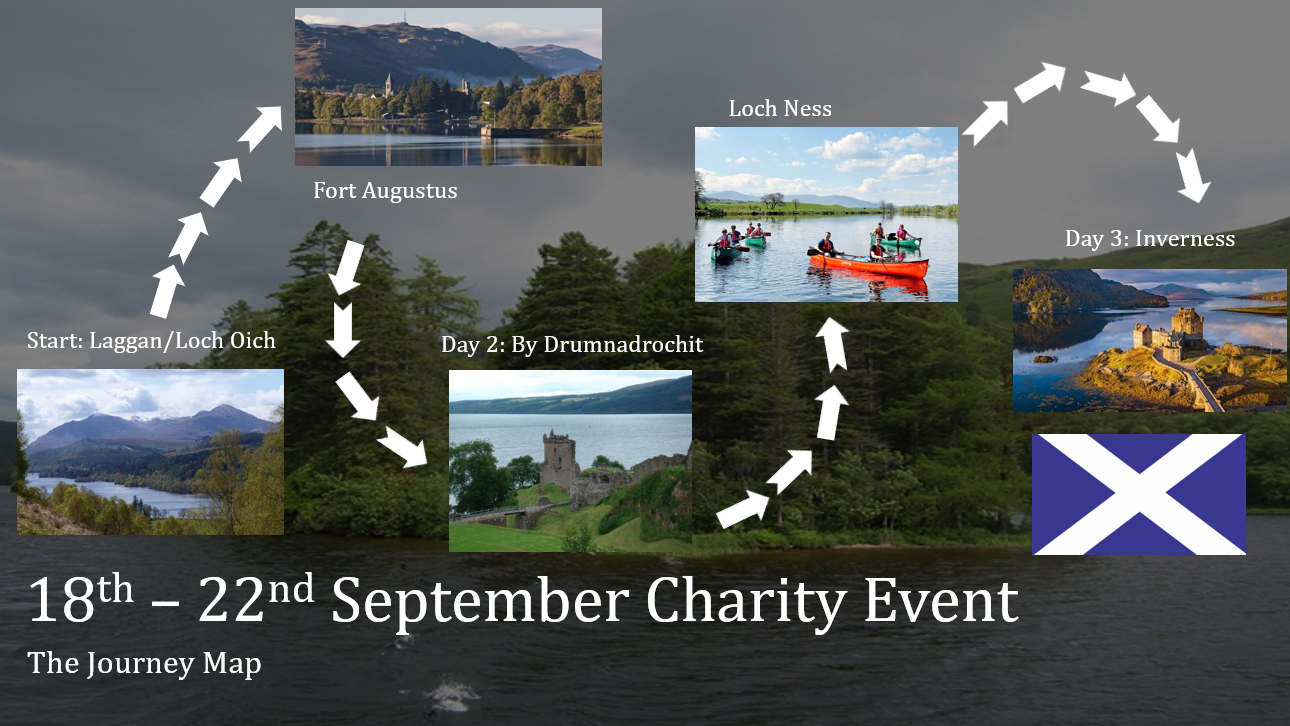 Loch Ness
Fort Augustus
Day 3: Inverness
Start: Laggan/Loch Oich
Day 2: By Drumnadrochit
18th – 22nd September Charity Event
The Journey Map